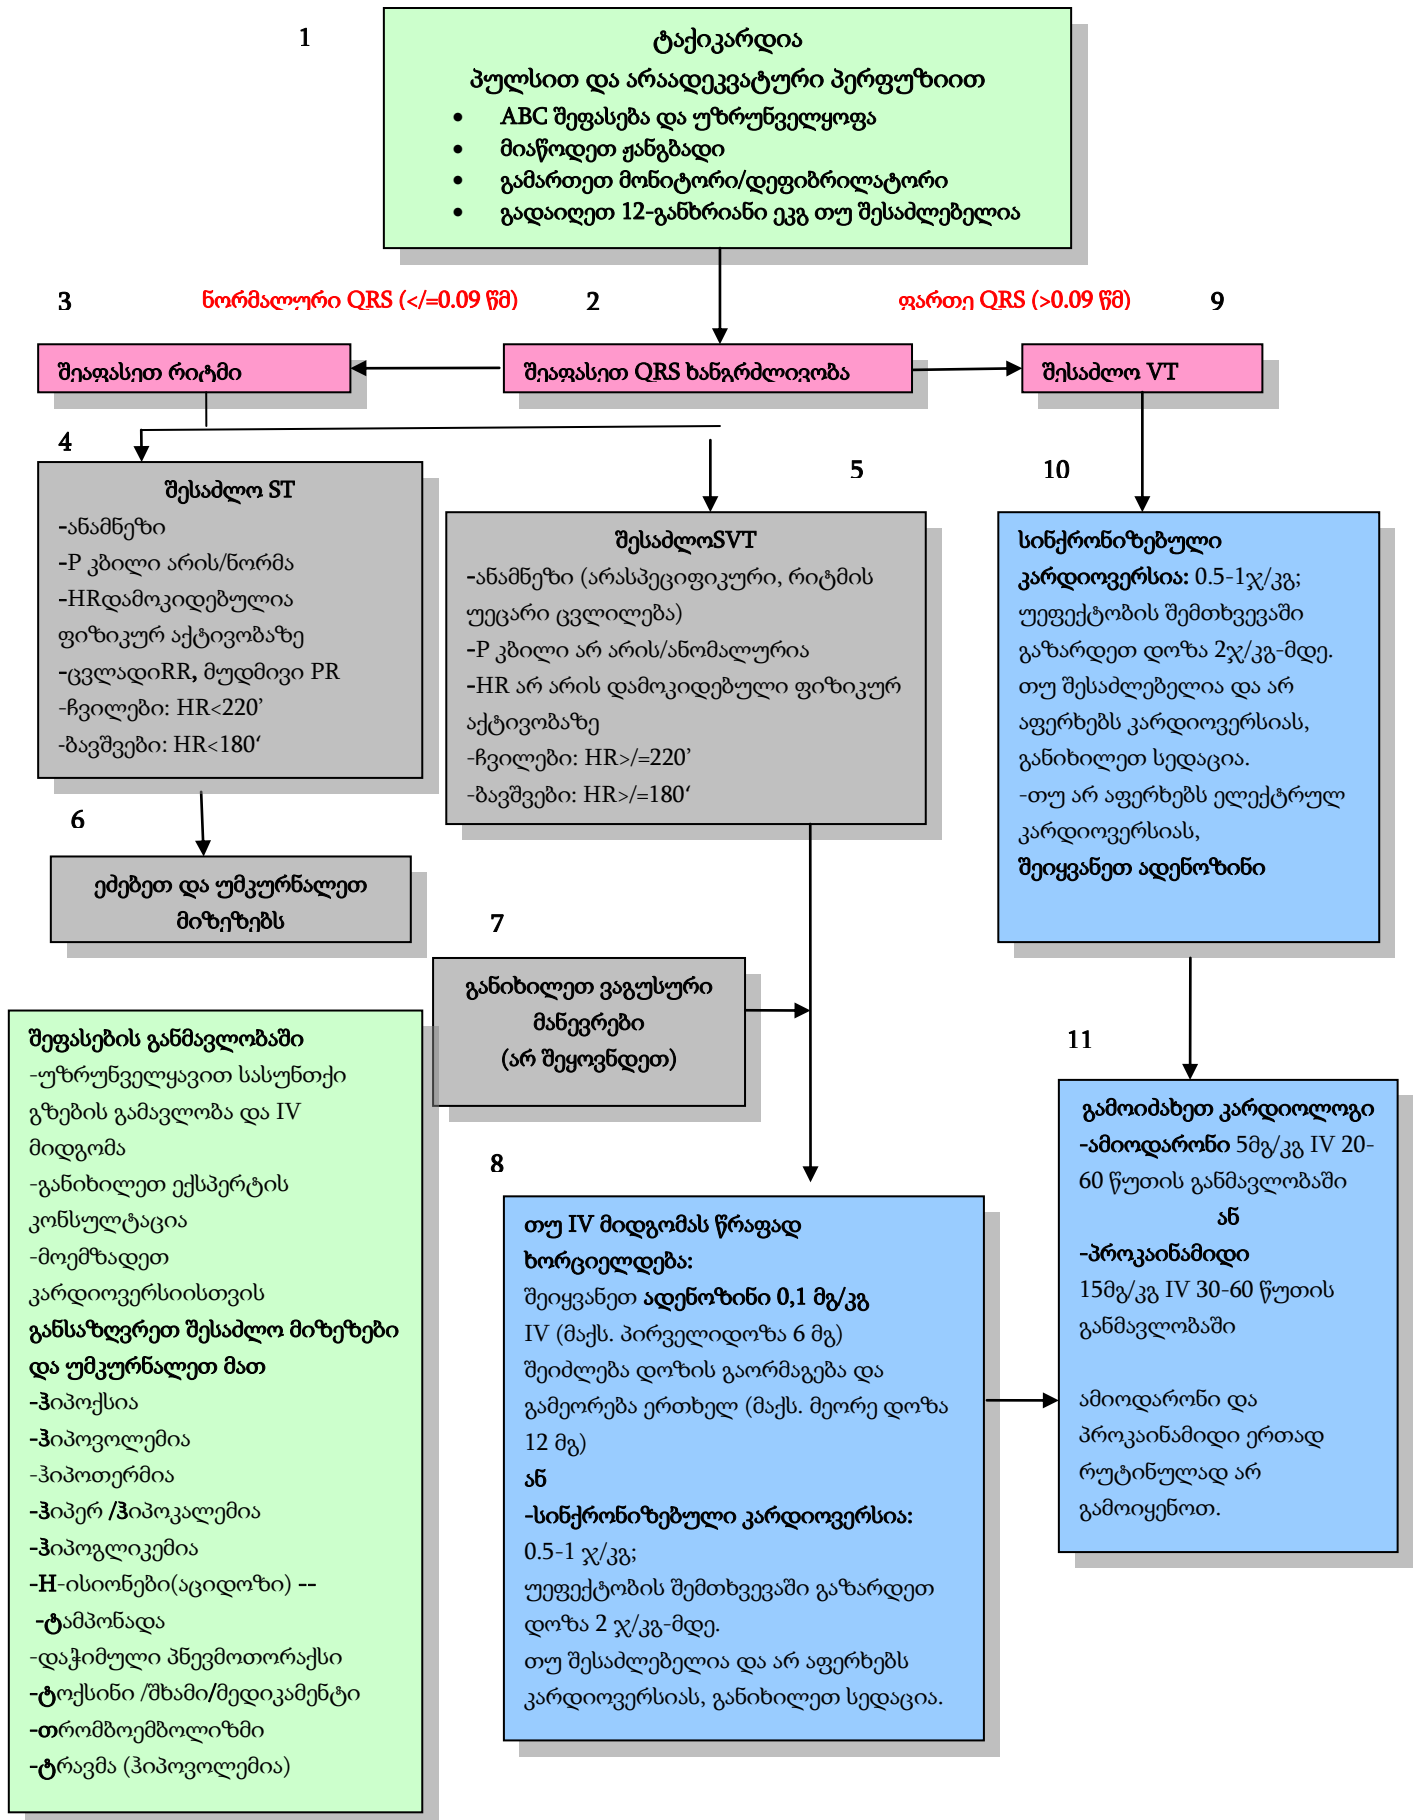 1
ტაქიკარდია
პულსით და არაადეკვატური პერფუზიით
• ABC შეფასება და უზრუნველყოფა
• მიაწოდეთ ჟანგბადი
• გამართეთ მონიტორი/დეფიბრილატორი
• გადაიღეთ 12-განხრიანი ეკგ თუ შესაძლებელია
3
ნორმალური QRS (</=0.09 წმ)
2
ფართე QRS (>0.09 წმ)
9
შეაფასეთ რიტმი
შეაფასეთ QRS ხანგრძლივობა
შესაძლო VT
4
შესაძლო ST
-ანამნეზი
-P კბილი არის/ნორმა
-HRდამოკიდებულია
ფიზიკურ აქტივობაზე
-ცვლადიRR, მუდმივი PR
-ჩვილები: HR<220’
-ბავშვები: HR<180‘
5
შესაძლოSVT
-ანამნეზი (არასპეციფიკური, რიტმის
უეცარი ცვლილება)
-P კბილი არ არის/ანომალურია
-HR არ არის დამოკიდებული ფიზიკურ
აქტივობაზე
-ჩვილები: HR>/=220’
-ბავშვები: HR>/=180‘
10
სინქრონიზებული
კარდიოვერსია: 0.5-1ჯ/კგ;
უეფექტობის შემთხვევაში
გაზარდეთ დოზა 2ჯ/კგ-მდე.
თუ შესაძლებელია და არ
აფერხებს კარდიოვერსიას,
განიხილეთ სედაცია.
-თუ არ აფერხებს ელექტრულ
კარდიოვერსიას,
შეიყვანეთ ადენოზინი
6
ეძებეთ და უმკურნალეთ
მიზეზებს
7
განიხილეთ ვაგუსური
მანევრები
(არ შეყოვნდეთ)
შეფასების განმავლობაში
-უზრუნველყავით სასუნთქი
გზების გამავლობა და IV
მიდგომა
-განიხილეთ ექსპერტის
კონსულტაცია
-მოემზადეთ
კარდიოვერსიისთვის
განსაზღვრეთ შესაძლო მიზეზები
და უმკურნალეთ მათ
-ჰიპოქსია
-ჰიპოვოლემია
-ჰიპოთერმია
-ჰიპერ /ჰიპოკალემია
-ჰიპოგლიკემია
-H-ისიონები(აციდოზი) --
-ტამპონადა
-დაჭიმული პნევმოთორაქსი
-ტოქსინი /შხამი/მედიკამენტი
-თრომბოემბოლიზმი
-ტრავმა (ჰიპოვოლემია)
8
თუ IV მიდგომას წრაფად
ხორციელდება:
შეიყვანეთ ადენოზინი 0,1 მგ/კგ
IV (მაქს. პირველიდოზა 6 მგ)
შეიძლება დოზის გაორმაგება და
გამეორება ერთხელ (მაქს. მეორე დოზა
12 მგ)
ან
-სინქრონიზებული კარდიოვერსია:
0.5-1 ჯ/კგ;
უეფექტობის შემთხვევაში გაზარდეთ
დოზა 2 ჯ/კგ-მდე.
თუ შესაძლებელია და არ აფერხებს
კარდიოვერსიას, განიხილეთ სედაცია.
11
გამოიძახეთ კარდიოლოგი
-ამიოდარონი 5მგ/კგ IV 20-
60 წუთის განმავლობაში
ან
-პროკაინამიდი
15მგ/კგ IV 30-60 წუთის
განმავლობაში
ამიოდარონი და
პროკაინამიდი ერთად
რუტინულად არ
გამოიყენოთ.